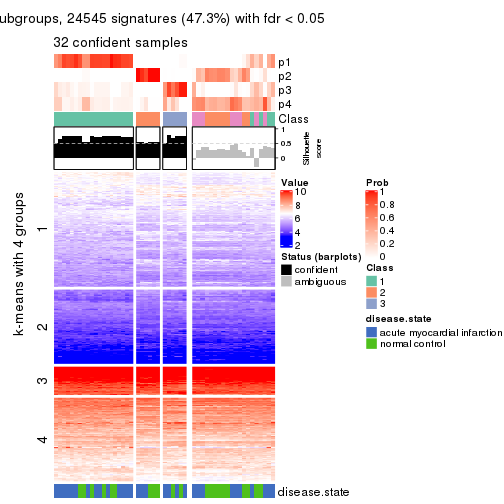 ubgroups, 24545 signatures (47.3%) with fdr < 0.05
32 confident samples
p1
p2
p3
p4
Class
1
0.5
0
Silhouette
score
k-means with 4 groups
1
2
3
4
disease.state
Value
10
8
6
4
2
Status (barplots)
confident
ambiguous
Prob
1
0.8
0.6
0.4
0.2
0
Class
1
2
3
disease.state
acute myocardial infarction
normal control